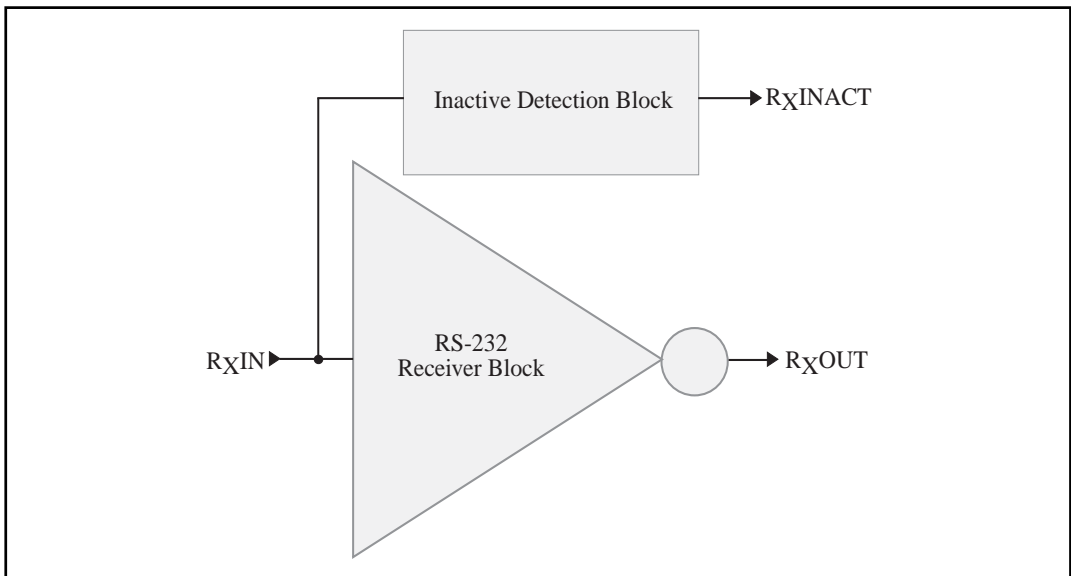 Inactive Detection Block
RXINACT
RXIN
RS-232
Receiver Block
RXOUT